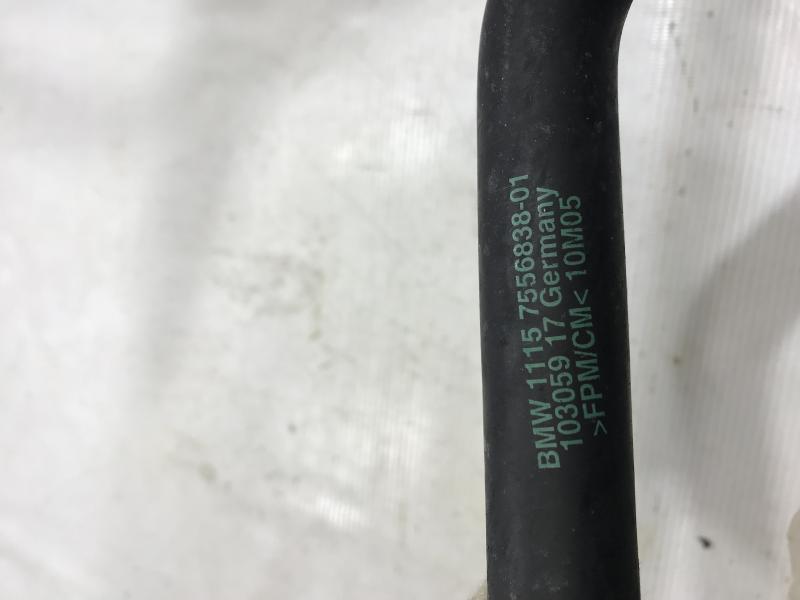 BMW 1115 7556838-01
103059 17 Germany
>FPM/CM< 10M05